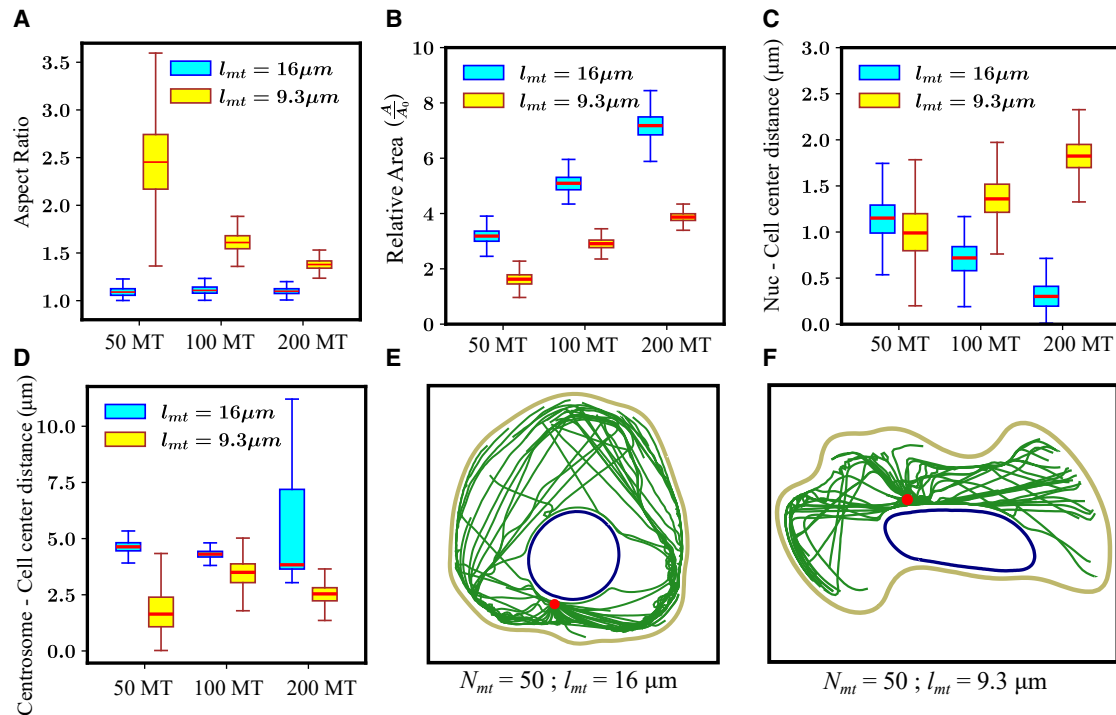 A
Aspect Ratio
3.5
3.0
2.5
2.0
1.5
1.0
l_mt = 16μm
l_mt = 9.3μm
50 MT 100 MT 200 MT
B
Relative Area (A/A₀)
10
8
6
4
2
0
l_mt = 16μm
l_mt = 9.3μm
50 MT 100 MT 200 MT
C
Nuc - Cell center distance (μm)
3.0
2.5
2.0
1.5
1.0
0.5
0.0
l_mt = 16μm
l_mt = 9.3μm
50 MT 100 MT 200 MT
D
Centrosome - Cell center distance (μm)
10.0
7.5
5.0
2.5
0.0
l_mt = 16μm
l_mt = 9.3μm
50 MT 100 MT 200 MT
E
N_mt = 50 ; l_mt = 16 μm
F
N_mt = 50 ; l_mt = 9.3 μm